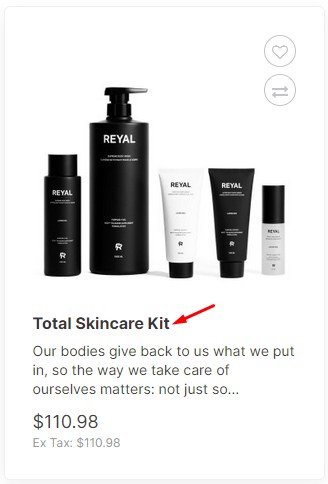 REYAL
REYAL
REYAL
REYAL
REYAL
Total Skincare Kit
Our bodies give back to us what we put
in, so the way we take care of
ourselves matters: not just so...
$110.98
Ex Tax: $110.98